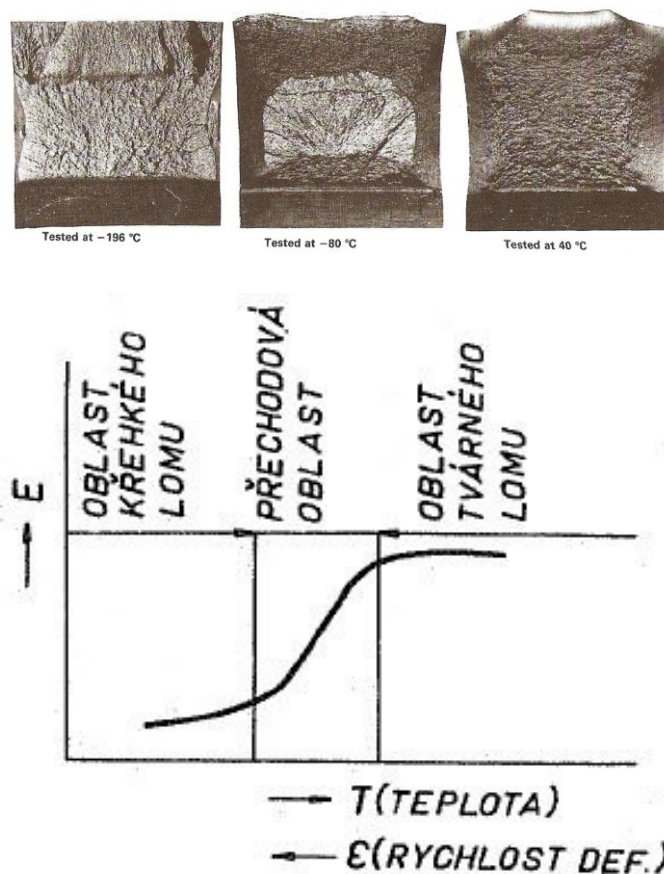 Tested at −196 °C
Tested at −80 °C
Tested at 40 °C
OBLAST
KŘEHKÉHO
LOMU
PŘECHODOVÁ
OBLAST
OBLAST
TVÁRNÉHO
LOMU
E
T(TEPLOTA)
Ɛ(RYCHLOST DEF.)